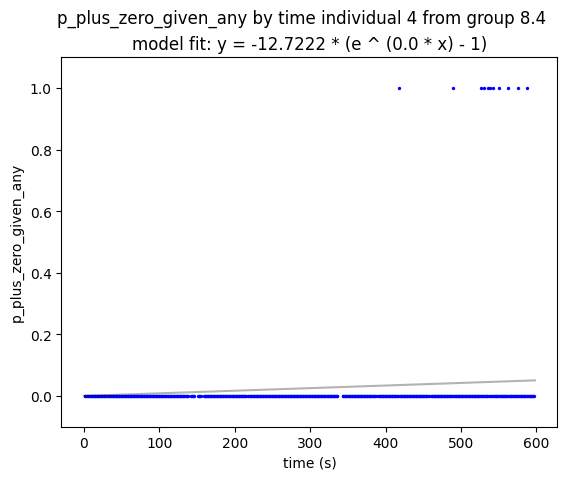 p_plus_zero_given_any by time individual 4 from group 8.4
model fit: y = -12.7222 * (e ^ (0.0 * x) - 1)
p_plus_zero_given_any
1.0
0.8
0.6
0.4
0.2
0.0
0 100 200 300 400 500 600
time (s)